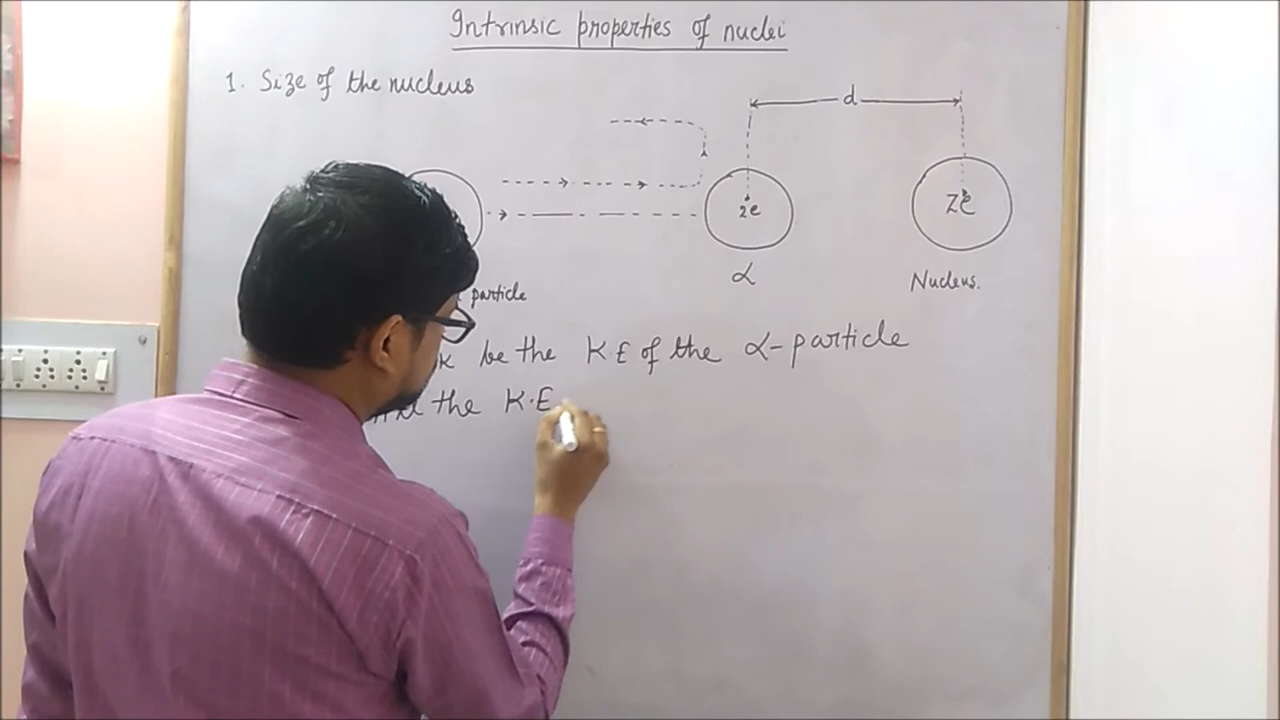 Intrinsic properties of nuclei
1. Size of the nucleus
d
2e
Ze
α
Nucleus.
particle
K be the K.E of the α-particle
the K.E